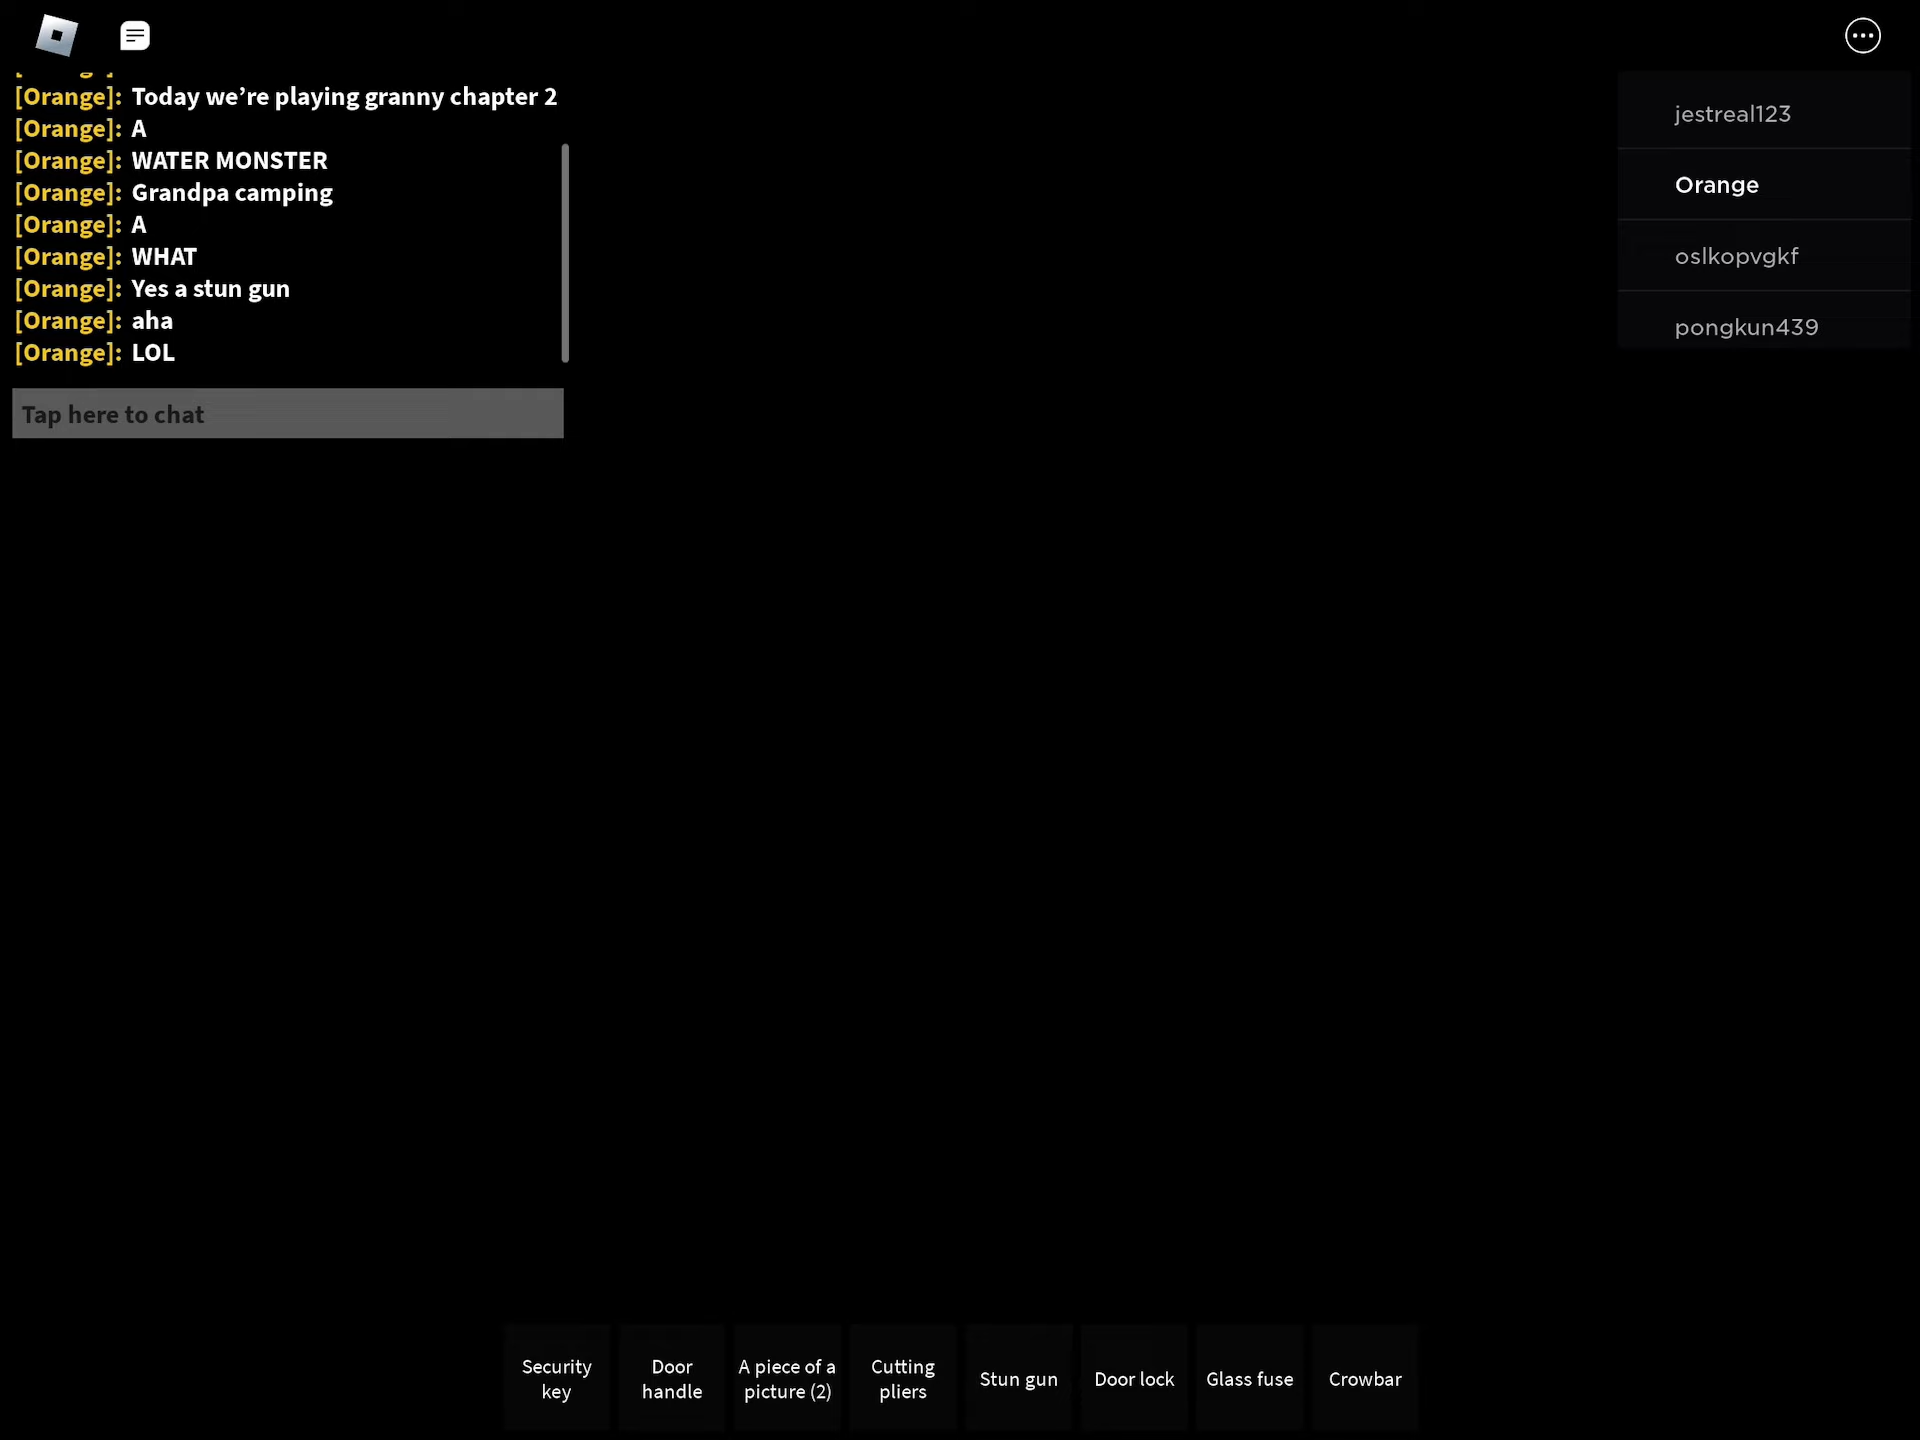 [Orange]: Today we’re playing granny chapter 2
[Orange]: A
[Orange]: WATER MONSTER
[Orange]: Grandpa camping
[Orange]: A
[Orange]: WHAT
[Orange]: Yes a stun gun
[Orange]: aha
[Orange]: LOL
Tap here to chat
jestreal123
Orange
oslkopvgkf
pongkun439
Security
key
Door
handle
A piece of a
picture (2)
Cutting
pliers
Stun gun
Door lock
Glass fuse
Crowbar